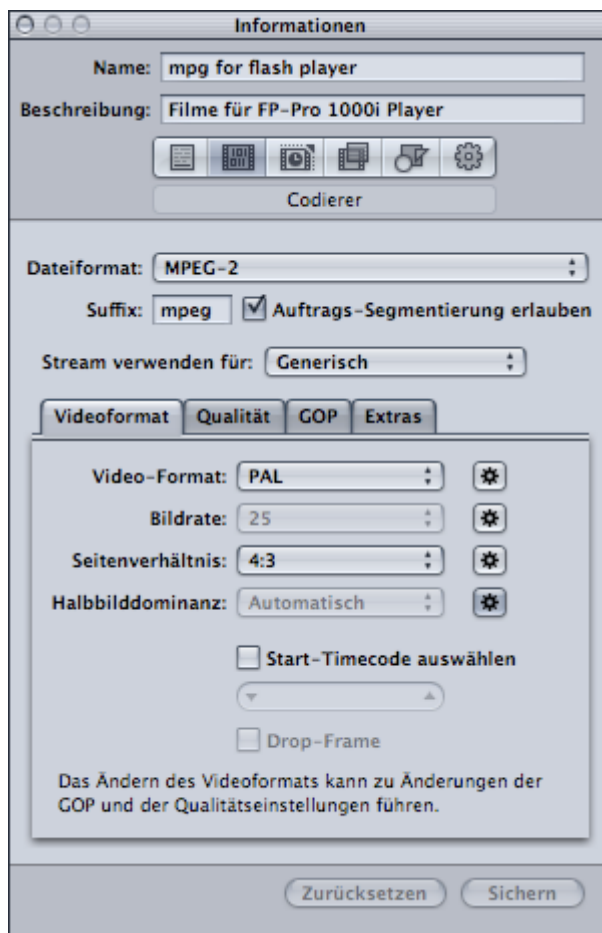 Informationen
Name: mpg for flash player
Beschreibung: Filme für FP-Pro 1000i Player
Codierer
Dateiformat: MPEG-2
Suffix: mpeg Auftrags-Segmentierung erlauben
Stream verwenden für: Generisch
Videoformat Qualität GOP Extras
Video-Format: PAL
Bildrate: 25
Seitenverhältnis: 4:3
Halbbilddominanz: Automatisch
Start-Timecode auswählen
Drop-Frame
Das Ändern des Videoformats kann zu Änderungen der
GOP und der Qualitätseinstellungen führen.
Zurücksetzen Sichern